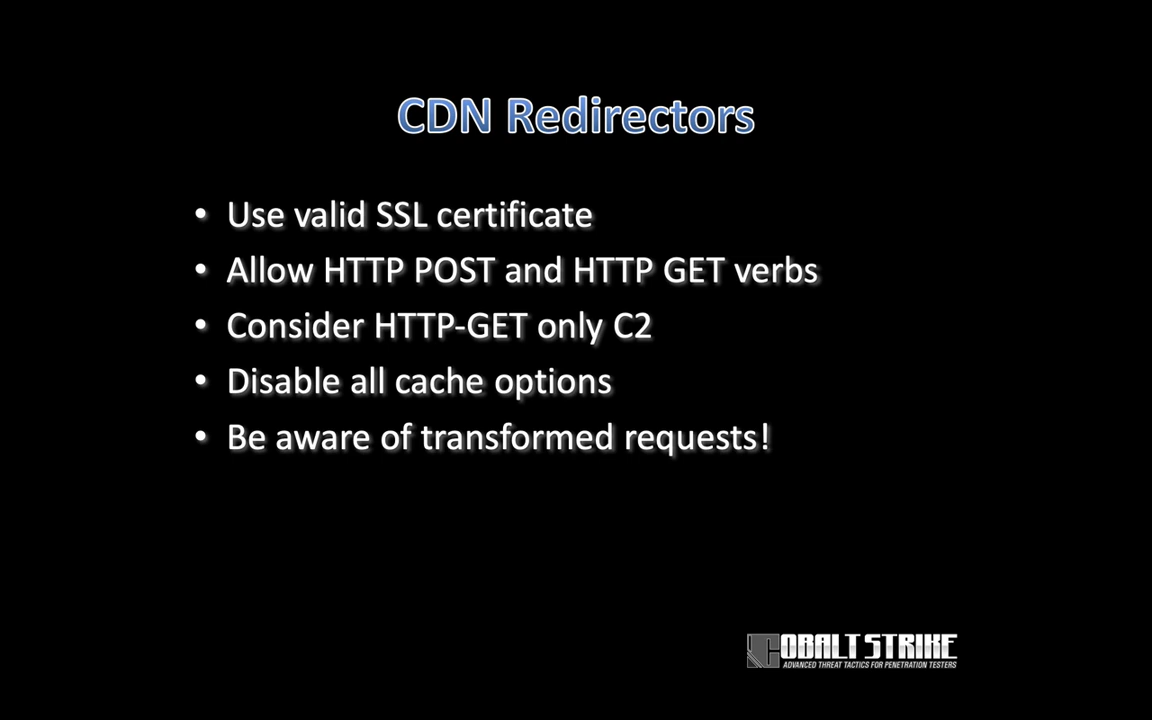 CDN Redirectors
• Use valid SSL certificate
• Allow HTTP POST and HTTP GET verbs
• Consider HTTP-GET only C2
• Disable all cache options
• Be aware of transformed requests!
COBALT STRIKE
ADVANCED THREAT TACTICS FOR PENETRATION TESTERS